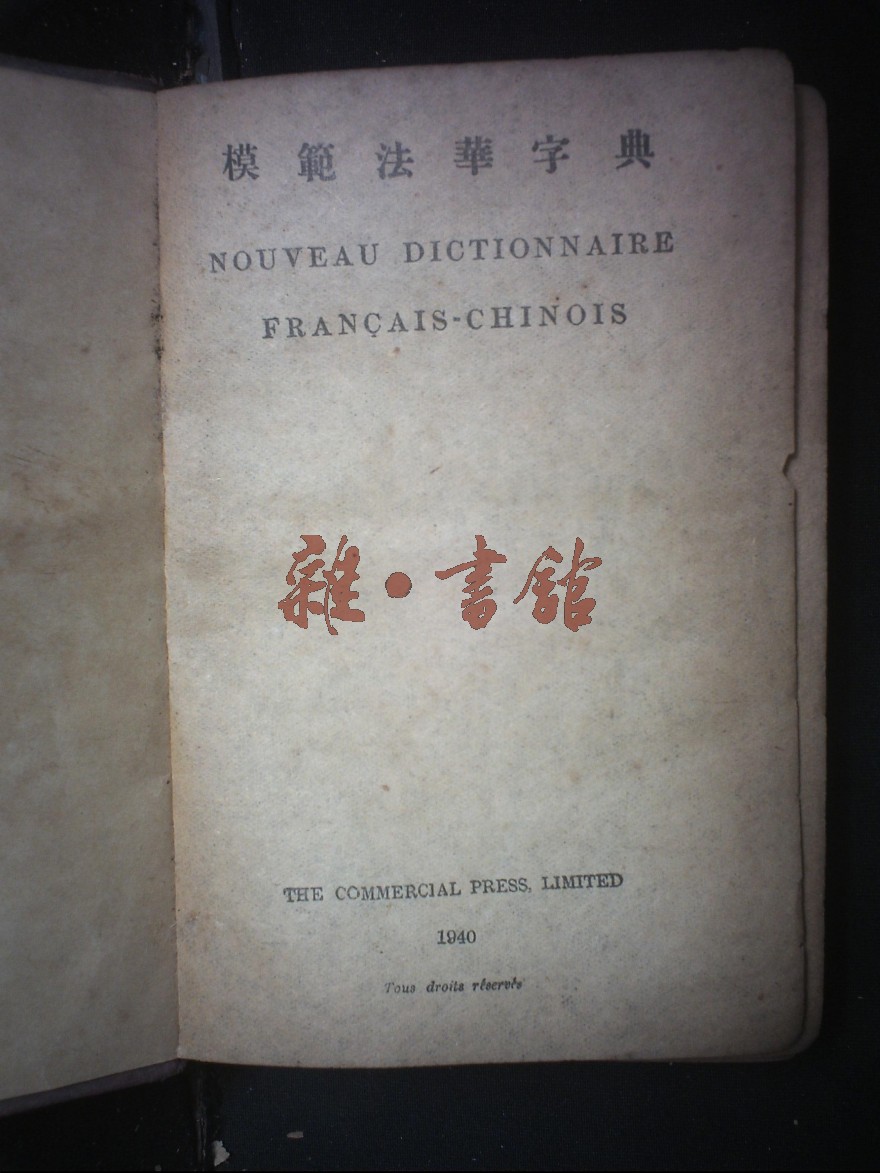 模範法華字典
NOUVEAU DICTIONNAIRE
FRANÇAIS-CHINOIS
雜·書館
THE COMMERCIAL PRESS, LIMITED
1940
Tous droits réservés